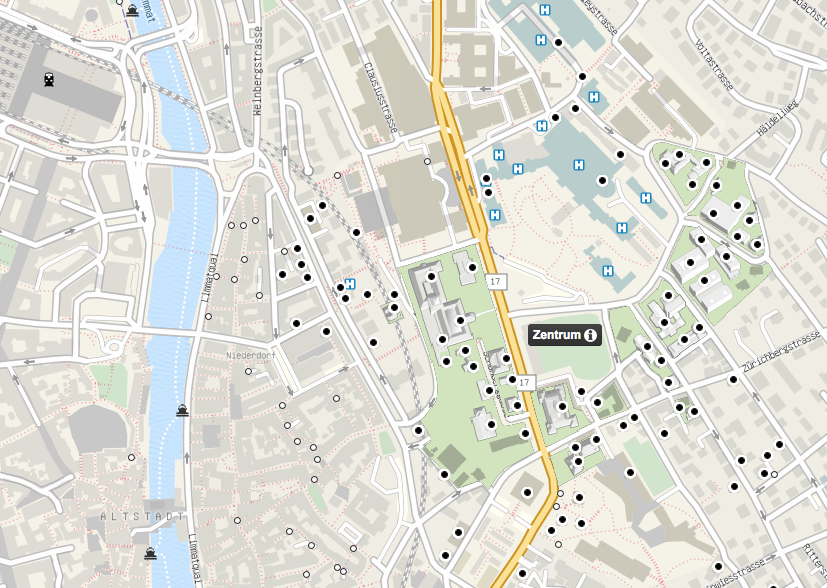 Limmat
H
H
Weinbergstrasse
Clausiusstrasse
Voltastrasse
Häldeliweg
H
H
H
H
H
H
H
H
H
Limmatquai
H
17
Zentrum i
Zürichbergstrasse
Niederdorf
17
ALTSTADT
Limmatquai